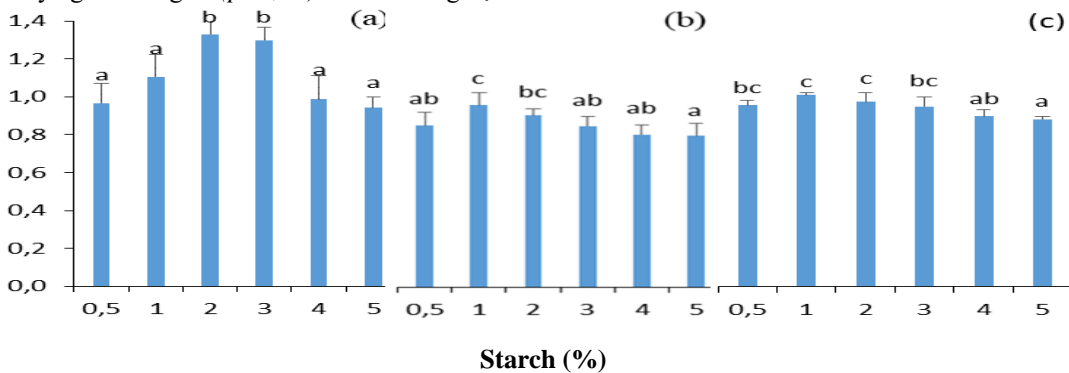 (a) (b) (c)
1,4
1,2
1,0
0,8
0,6
0,4
0,2
0,0
a a b b a a
ab c bc ab ab a
bc c c bc ab a
0,5 1 2 3 4 5 0,5 1 2 3 4 5 0,5 1 2 3 4 5
Starch (%)